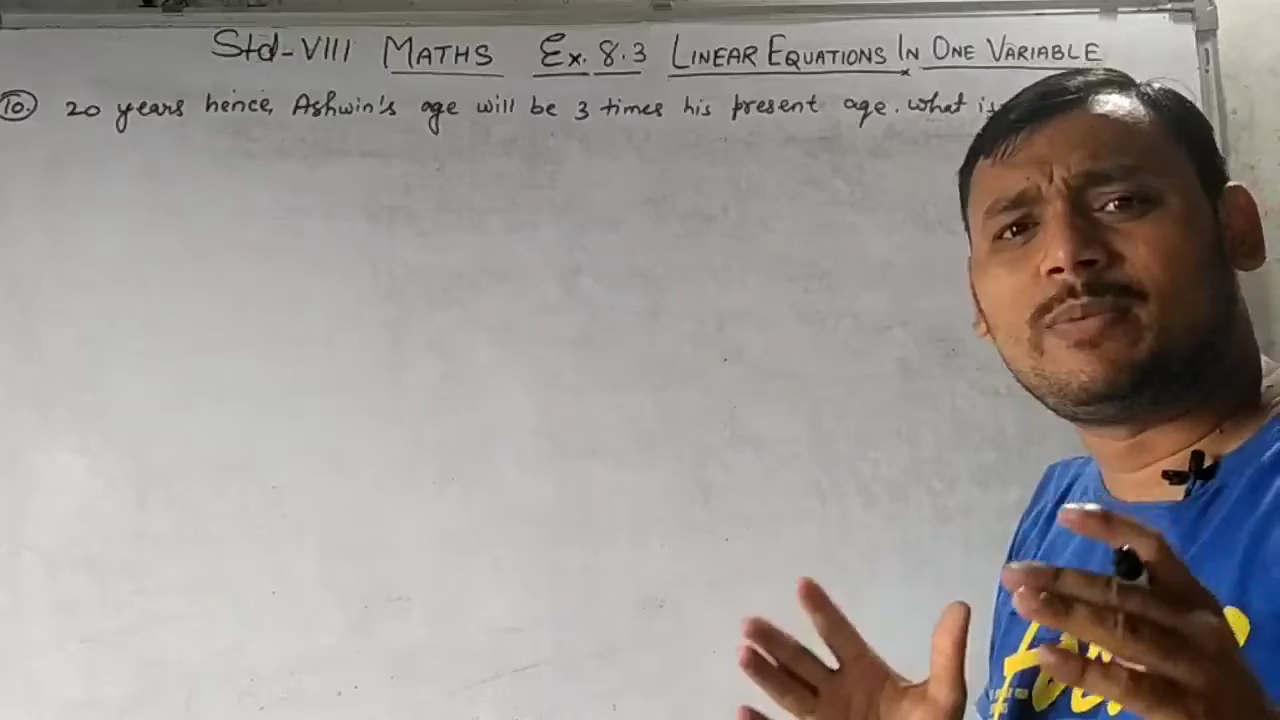 Std-VIII MATHS Ex. 8.3 LINEAR EQUATIONS IN ONE VARIABLE
10. 20 years hence, Ashwin's age will be 3 times his present age. what is